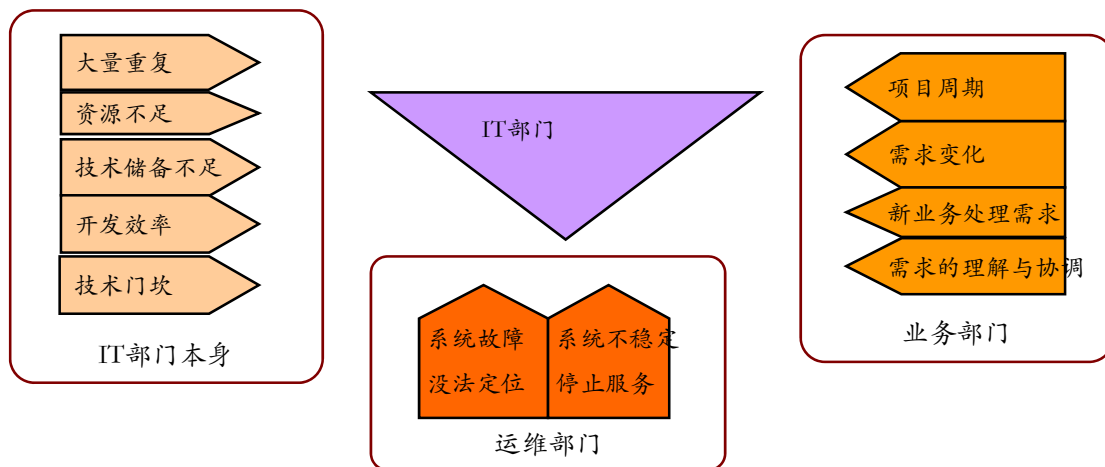 大量重复
资源不足
技术储备不足
开发效率
技术门坎
IT部门本身
IT部门
系统故障
没法定位
系统不稳定
停止服务
运维部门
项目周期
需求变化
新业务处理需求
需求的理解与协调
业务部门